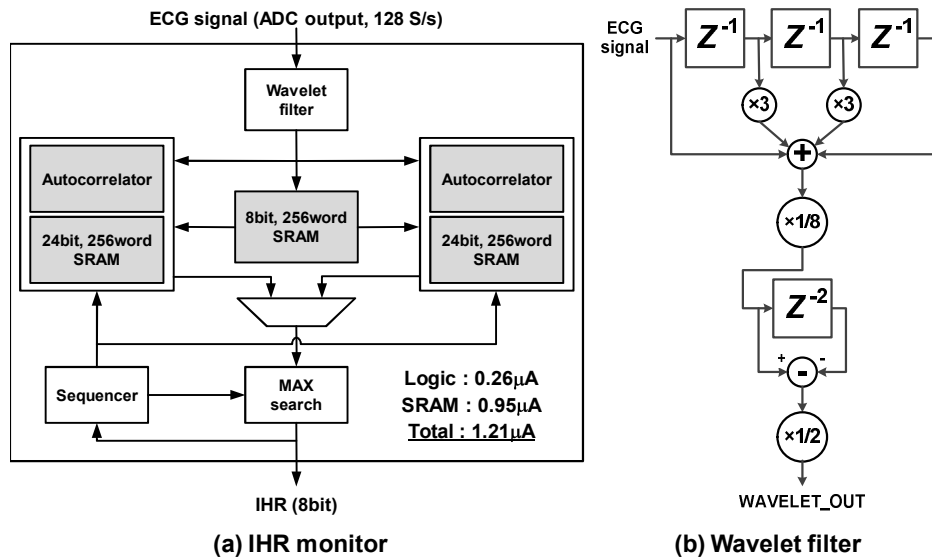 ECG signal (ADC output, 128 S/s)
Wavelet
filter
Autocorrelator
24bit, 256word
SRAM
8bit, 256word
SRAM
Autocorrelator
24bit, 256word
SRAM
Sequencer
MAX
search
Logic : 0.26μA
SRAM : 0.95μA
Total : 1.21μA
IHR (8bit)
(a) IHR monitor
ECG
signal
Z⁻¹
Z⁻¹
Z⁻¹
×3
×3
+
×1/8
Z⁻²
+
-
-
×1/2
WAVELET_OUT
(b) Wavelet filter